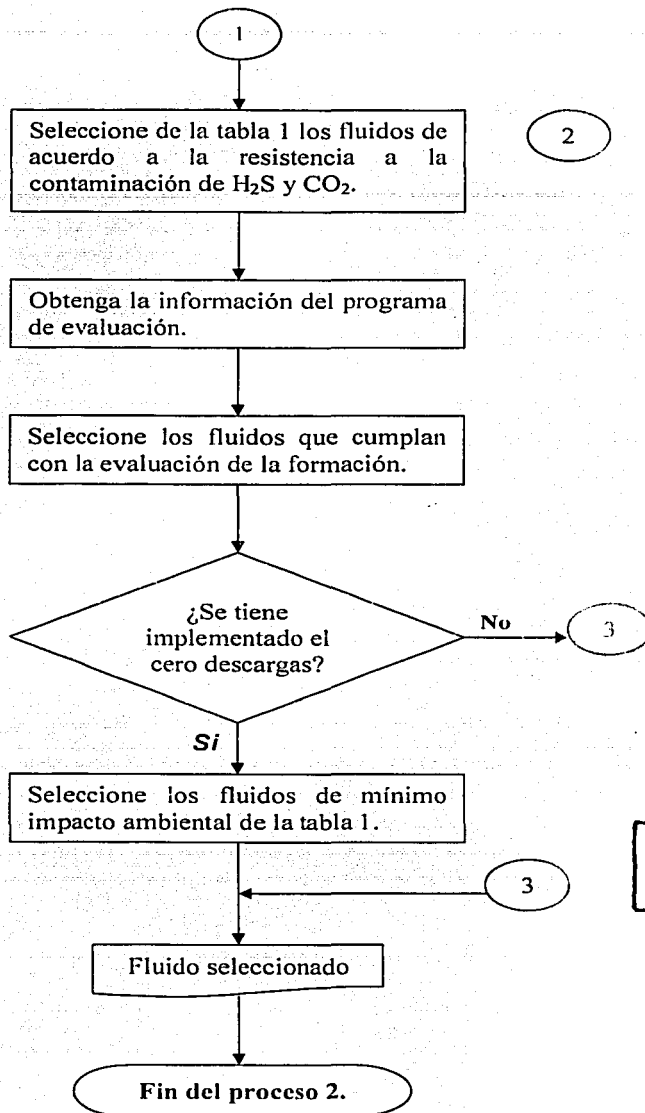 1
Seleccione de la tabla 1 los fluidos de
acuerdo a la resistencia a la
contaminación de H₂S y CO₂.
2
Obtenga la información del programa
de evaluación.
Seleccione los fluidos que cumplan
con la evaluación de la formación.
¿Se tiene
implementado el
cero descargas?
No
3
Si
Seleccione los fluidos de mínimo
impacto ambiental de la tabla 1.
3
Fluido seleccionado
Fin del proceso 2.